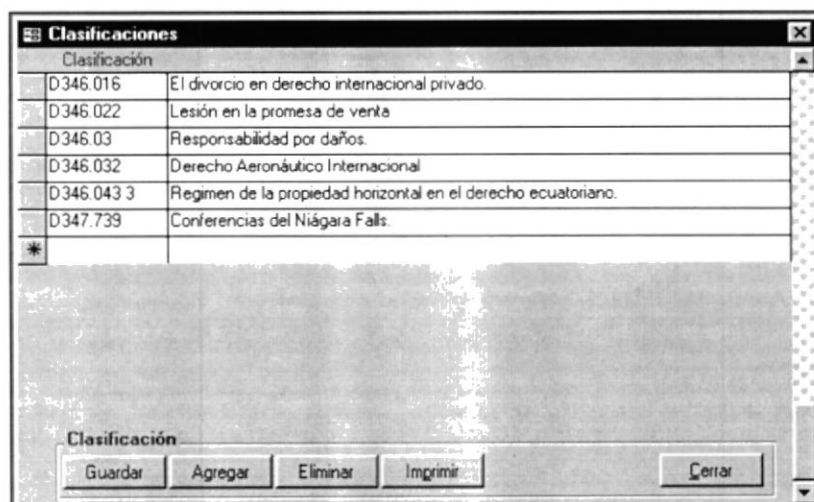 Clasificaciones
Clasificación
D346.016 El divorcio en derecho internacional privado.
D346.022 Lesión en la promesa de venta
D346.03 Responsabilidad por daños.
D346.032 Derecho Aeronáutico Internacional
D346.043 3 Regimen de la propiedad horizontal en el derecho ecuatoriano.
D347.739 Conferencias del Niágara Falls.
Clasificación
Guardar Agregar Eliminar Imprimir Cerrar